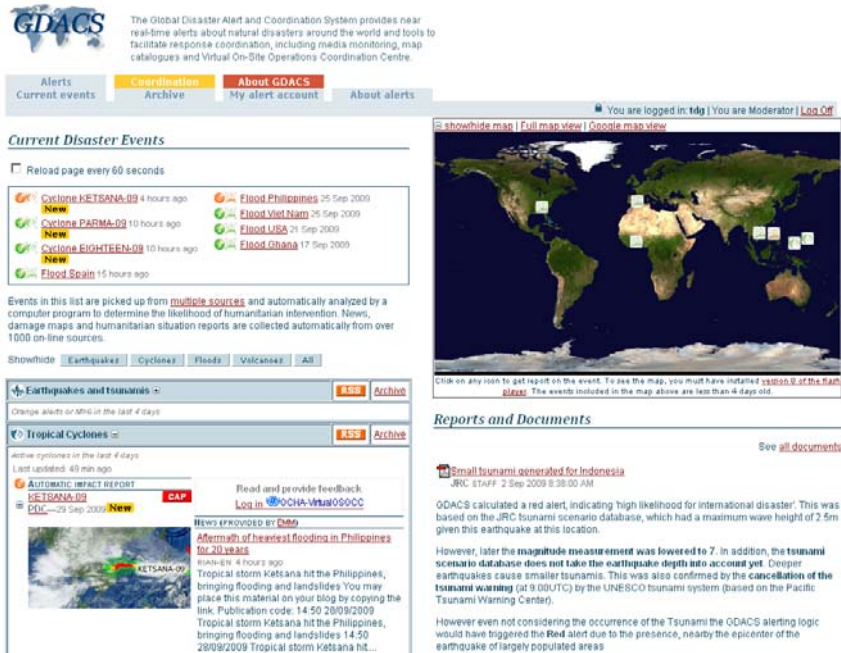 GDACS
The Global Disaster Alert and Coordination System provides near
real-time alerts about natural disasters around the world and tools to
facilitate response coordination, including media monitoring, map
catalogues and Virtual On-Site Operations Coordination Centre.
Alerts Coordination About GDACS
Current events Archive My alert account About alerts
You are logged in: tdg | You are Moderator | Log Off
Current Disaster Events
Reload page every 60 seconds
Cyclone KETSANA-09 4 hours ago
New
Cyclone PARMA-09 10 hours ago
New
Cyclone EIGHTEEN-09 10 hours ago
New
Flood Spain 15 hours ago
Flood Philippines 25 Sep 2009
Flood Viet Nam 25 Sep 2009
Flood USA 21 Sep 2009
Flood Ghana 17 Sep 2009
Events in this list are picked up from multiple sources and automatically analyzed by a
computer program to determine the likelihood of humanitarian intervention. News,
damage maps and humanitarian situation reports are collected automatically from over
1000 on-line sources.
Show/hide Earthquakes Cyclones Floods Volcanoes All
Earthquakes and tsunamis RSS Archive
Orange alerts or M>6 in the last 4 days
Tropical Cyclones RSS Archive
Active cyclones in the last 4 days
Last updated: 49 min ago
AUTOMATIC IMPACT REPORT
KETSANA-09 CAP
PDC—29 Sep 2009 New
KETSANA-09
Read and provide feedback
Log in OCHA-VirtualOSOCC
NEWS (PROVIDED BY EMM)
Aftermath of heaviest flooding in Philippines
for 20 years
RIAN-EN 4 hours ago
Tropical storm Ketsana hit the Philippines,
bringing flooding and landslides You may
place this material on your blog by copying the
link. Publication code: 14:50 28/09/2009
Tropical storm Ketsana hit the Philippines,
bringing flooding and landslides 14:50
28/09/2009 Tropical storm Ketsana hit....
show/hide map | Full map view | Google map view
Click on any icon to get report on the event. To see the map, you must have installed version 8 of the flash
player. The events included in the map above are less than 4 days old.
Reports and Documents
See all documents
Small tsunami generated for Indonesia
JRC STAFF 2 Sep 2009 8:38:00 AM
GDACS calculated a red alert, indicating 'high likelihood for international disaster'. This was
based on the JRC tsunami scenario database, which had a maximum wave height of 2.5m
given this earthquake at this location.
However, later the magnitude measurement was lowered to 7. In addition, the tsunami
scenario database does not take the earthquake depth into account yet. Deeper
earthquakes cause smaller tsunamis. This was also confirmed by the cancellation of the
tsunami warning (at 9:00UTC) by the UNESCO tsunami system (based on the Pacific
Tsunami Warning Center).
However even not considering the occurrence of the Tsunami the GDACS alerting logic
would have triggered the Red alert due to the presence, nearby the epicenter of the
earthquake of largely populated areas